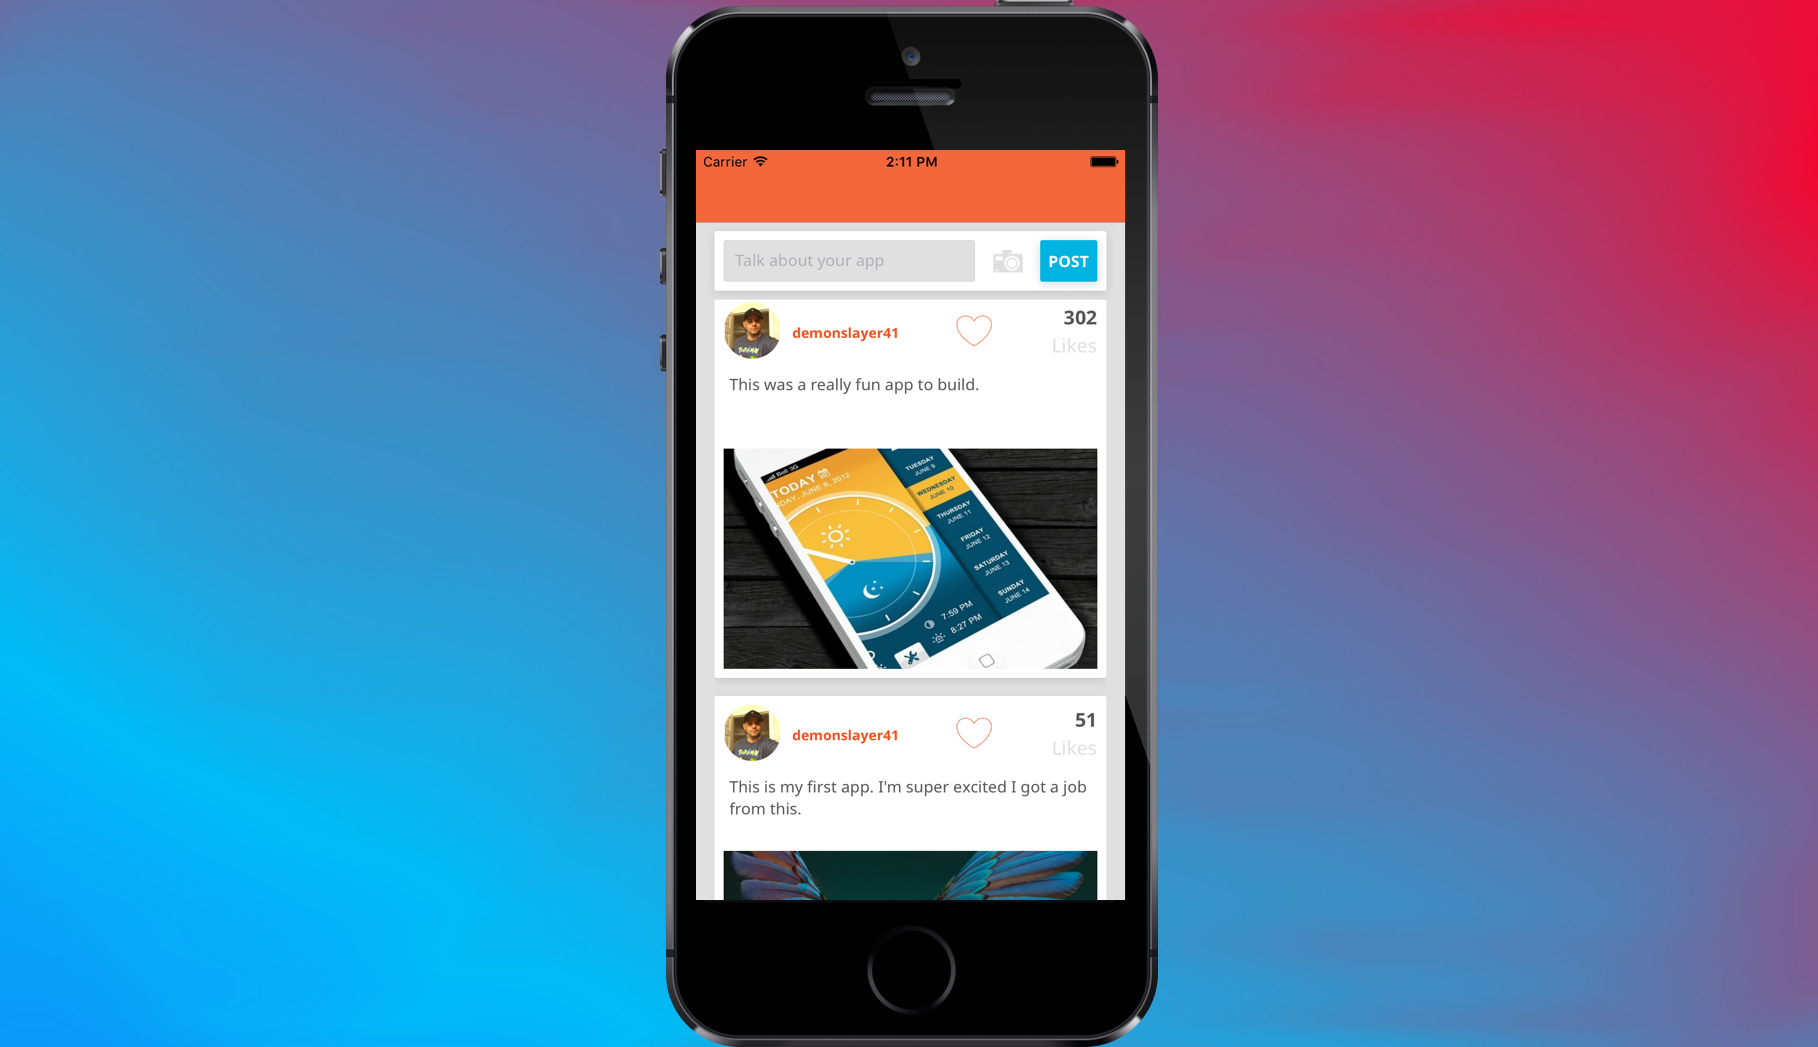 Carrier 2:11 PM
Talk about your app POST
demonslayer41 302
Likes
This was a really fun app to build.
Bell 3G
TODAY
DAY, JUNE 8, 2012
TUESDAY
JUNE 9
WEDNESDAY
JUNE 10
THURSDAY
JUNE 11
FRIDAY
JUNE 12
SATURDAY
JUNE 13
SUNDAY
JUNE 14
7:59 PM
8:27 PM
demonslayer41 51
Likes
This is my first app. I'm super excited I got a job
from this.